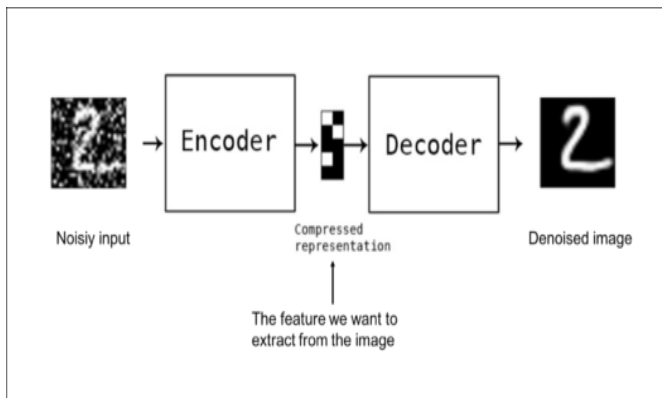 Encoder
Decoder
Noisiy input
Compressed
representation
Denoised image
The feature we want to
extract from the image